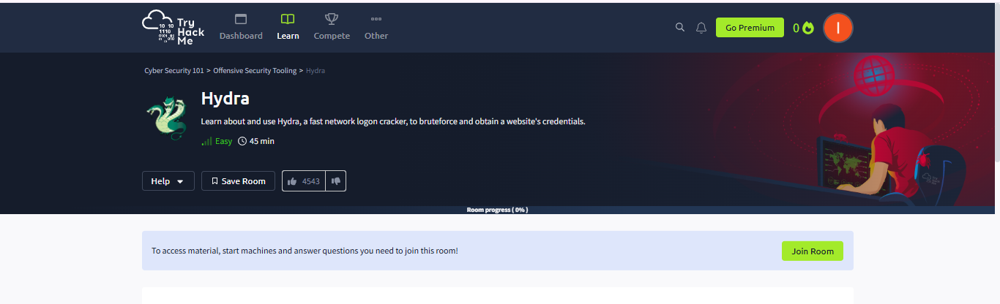 Try
Hack
Me
10 10
1110
Dashboard
Learn
Compete
Other
Go Premium
0
I
Cyber Security 101 > Offensive Security Tooling > Hydra
Hydra
Learn about and use Hydra, a fast network logon cracker, to bruteforce and obtain a website's credentials.
Easy
45 min
Help
Save Room
4543
Room progress ( 0% )
To access material, start machines and answer questions you need to join this room!
Join Room